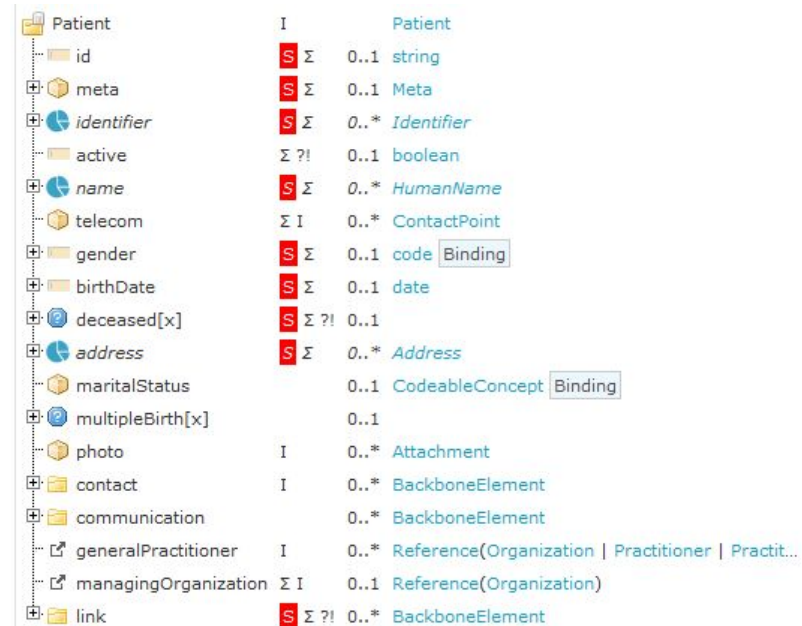 Patient I Patient
id S Σ 0..1 string
meta S Σ 0..1 Meta
identifier S Σ 0..* Identifier
active Σ ?! 0..1 boolean
name S Σ 0..* HumanName
telecom Σ I 0..* ContactPoint
gender S Σ 0..1 code Binding
birthDate S Σ 0..1 date
deceased[x] S Σ ?! 0..1
address S Σ 0..* Address
maritalStatus 0..1 CodeableConcept Binding
multipleBirth[x] 0..1
photo I 0..* Attachment
contact I 0..* BackboneElement
communication 0..* BackboneElement
generalPractitioner I 0..* Reference(Organization | Practitioner | Practit...
managingOrganization Σ I 0..1 Reference(Organization)
link S Σ ?! 0..* BackboneElement